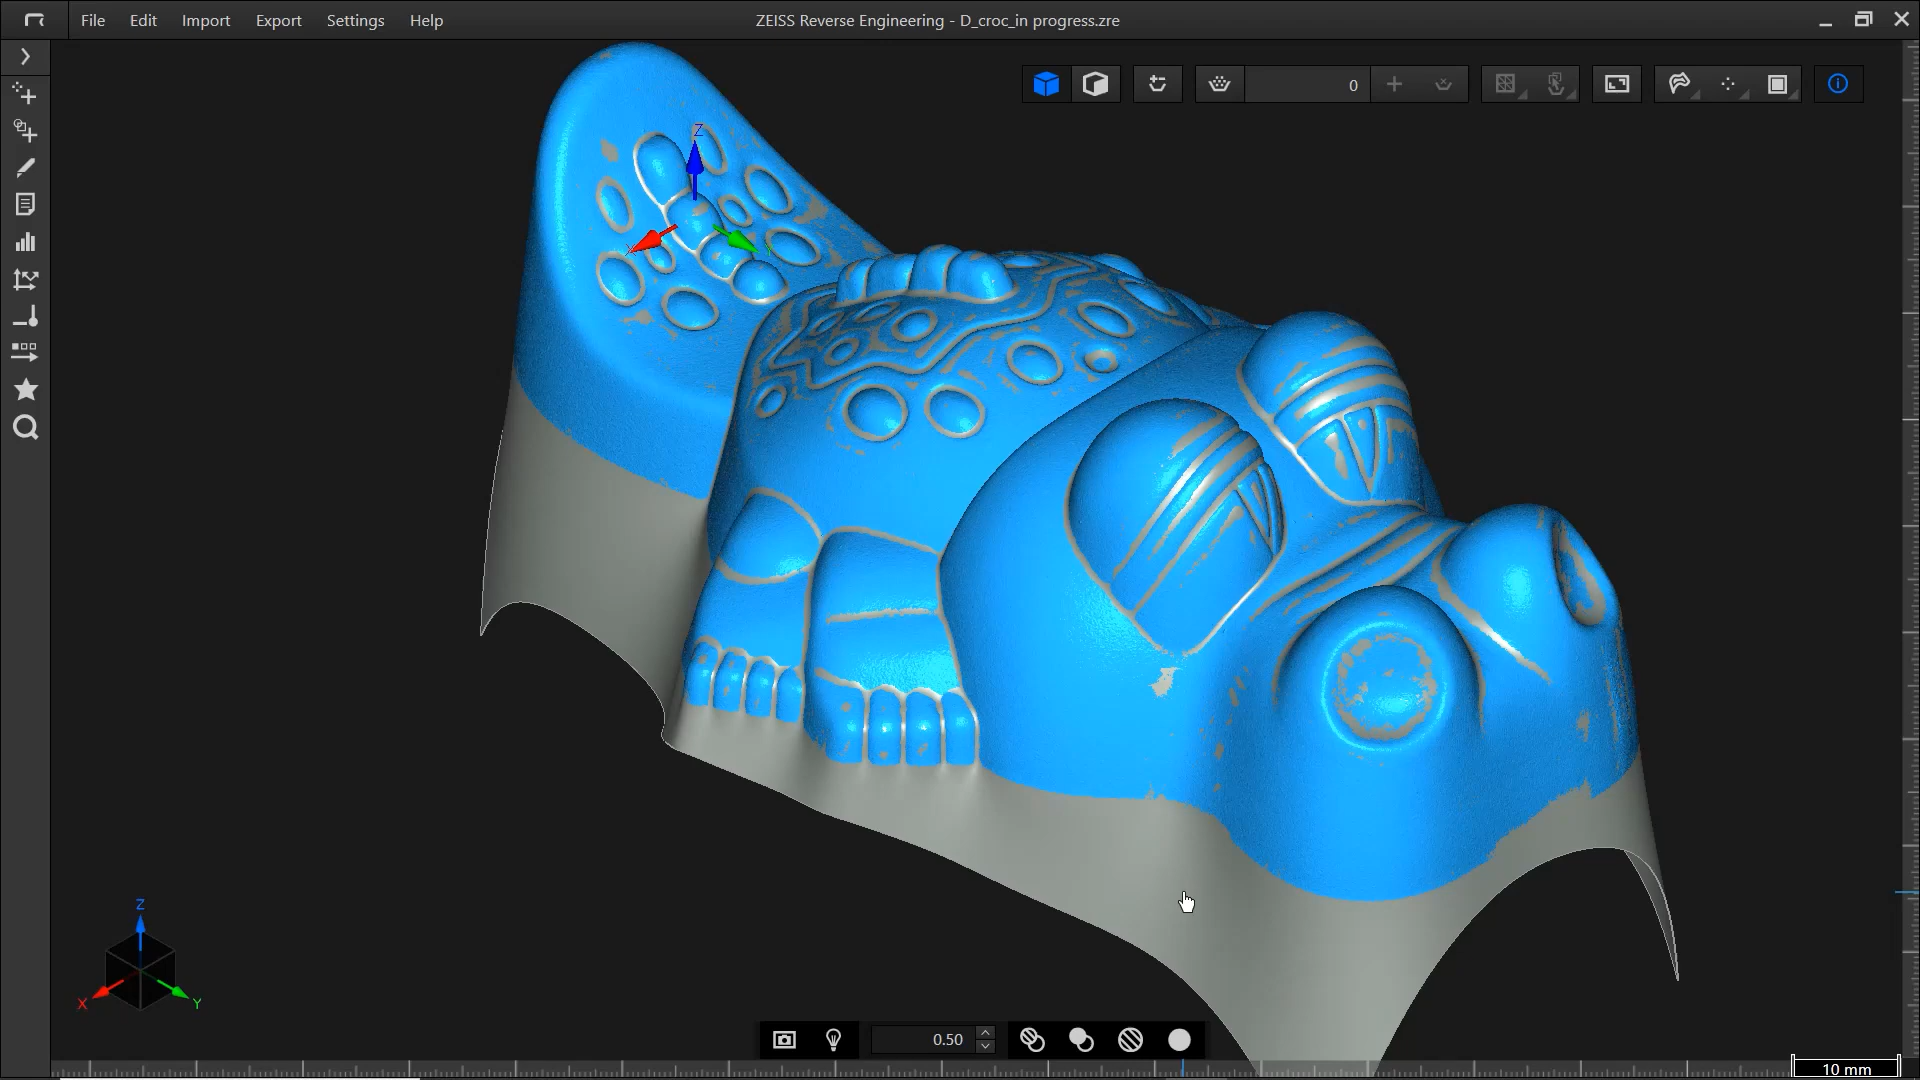 File Edit Import Export Settings Help
ZEISS Reverse Engineering - D_croc_in progress.zre
0
Z
X
Z
X
Y
0.50
10 mm